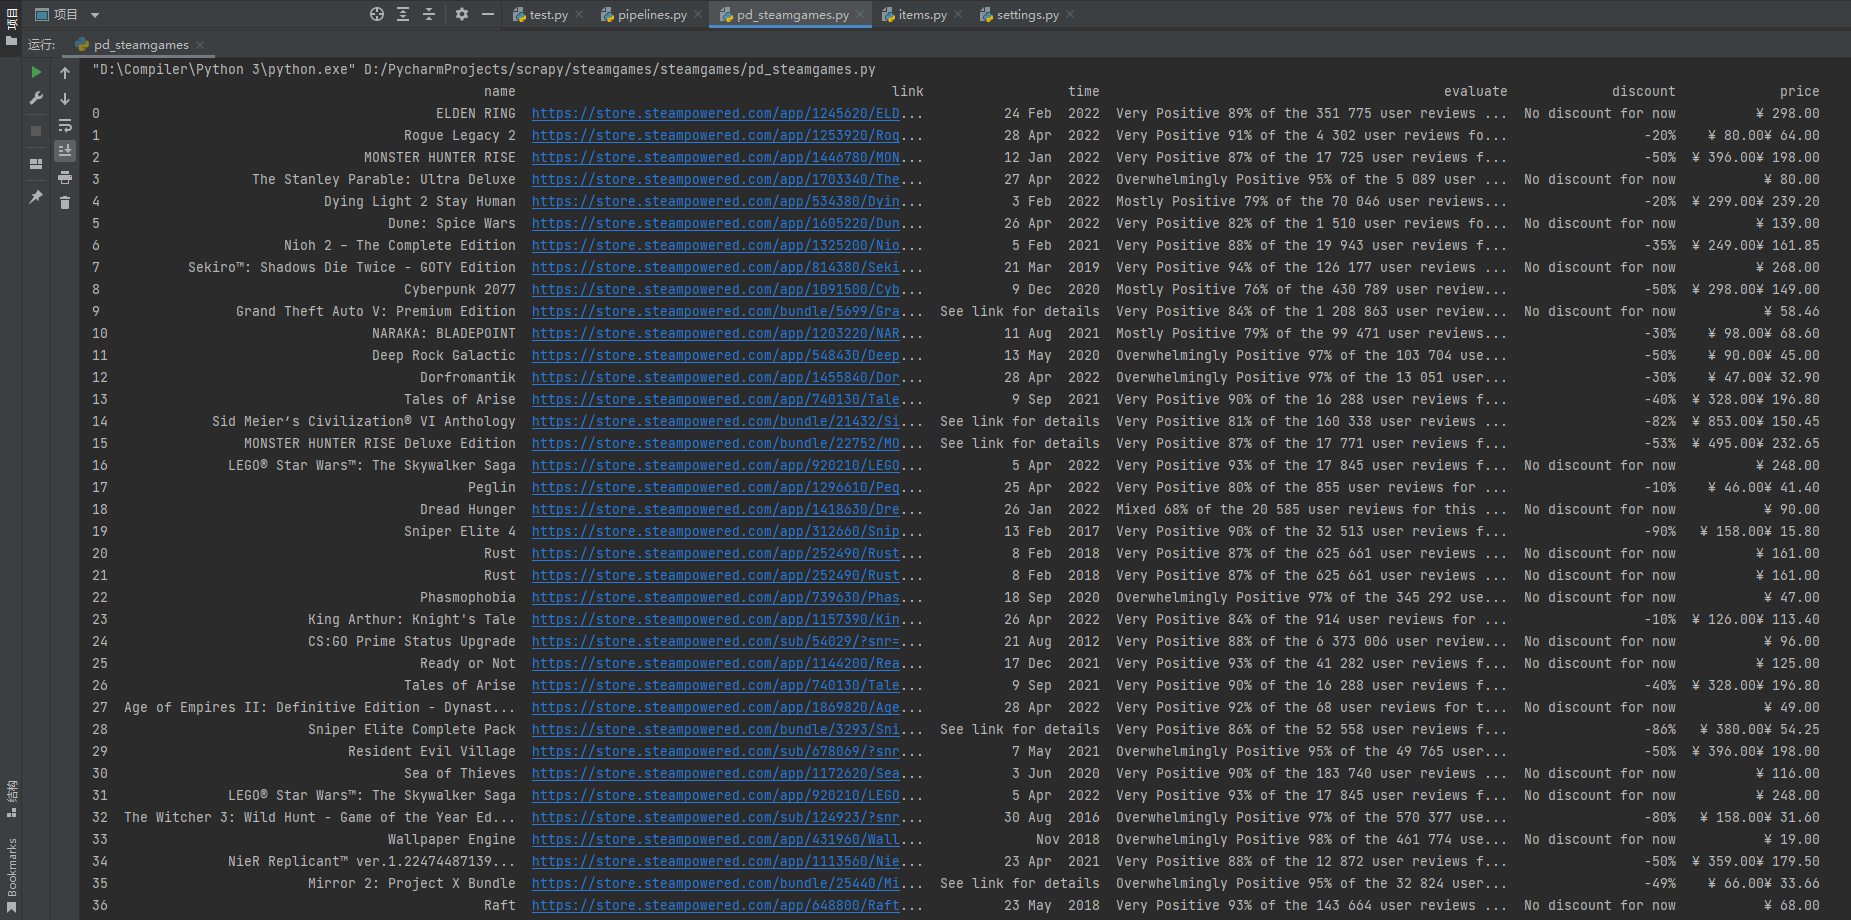 项目
项目
test.py
pipelines.py
pd_steamgames.py
items.py
settings.py
运行:
pd_steamgames
"D:\Compiler\Python 3\python.exe" D:/PycharmProjects/scrapy/steamgames/steamgames/pd_steamgames.py
name link time evaluate discount price
0 ELDEN RING https://store.steampowered.com/app/1245620/ELD... 24 Feb 2022 Very Positive 89% of the 351 775 user reviews ... No discount for now ¥ 298.00
1 Rogue Legacy 2 https://store.steampowered.com/app/1253920/Rog... 28 Apr 2022 Very Positive 91% of the 4 302 user reviews fo... -20% ¥ 80.00¥ 64.00
2 MONSTER HUNTER RISE https://store.steampowered.com/app/1446780/MON... 12 Jan 2022 Very Positive 87% of the 17 725 user reviews f... -50% ¥ 396.00¥ 198.00
3 The Stanley Parable: Ultra Deluxe https://store.steampowered.com/app/1703340/The... 27 Apr 2022 Overwhelmingly Positive 95% of the 5 089 user ... No discount for now ¥ 80.00
4 Dying Light 2 Stay Human https://store.steampowered.com/app/534380/Dyin... 3 Feb 2022 Mostly Positive 79% of the 70 046 user reviews... -20% ¥ 299.00¥ 239.20
5 Dune: Spice Wars https://store.steampowered.com/app/1605220/Dun... 26 Apr 2022 Very Positive 82% of the 1 510 user reviews fo... No discount for now ¥ 139.00
6 Nioh 2 – The Complete Edition https://store.steampowered.com/app/1325200/Nio... 5 Feb 2021 Very Positive 88% of the 19 943 user reviews f... -35% ¥ 249.00¥ 161.85
7 Sekiro™: Shadows Die Twice - GOTY Edition https://store.steampowered.com/app/814380/Seki... 21 Mar 2019 Very Positive 94% of the 126 177 user reviews ... No discount for now ¥ 268.00
8 Cyberpunk 2077 https://store.steampowered.com/app/1091500/Cyb... 9 Dec 2020 Mostly Positive 76% of the 430 789 user review... -50% ¥ 298.00¥ 149.00
9 Grand Theft Auto V: Premium Edition https://store.steampowered.com/bundle/5699/Gra... See link for details Very Positive 84% of the 1 208 863 user review... No discount for now ¥ 58.46
10 NARAKA: BLADEPOINT https://store.steampowered.com/app/1203220/NAR... 11 Aug 2021 Mostly Positive 79% of the 99 471 user reviews... -30% ¥ 98.00¥ 68.60
11 Deep Rock Galactic https://store.steampowered.com/app/548430/Deep... 13 May 2020 Overwhelmingly Positive 97% of the 103 704 use... -50% ¥ 90.00¥ 45.00
12 Dorfromantik https://store.steampowered.com/app/1455840/Dor... 28 Apr 2022 Overwhelmingly Positive 97% of the 13 051 user... -30% ¥ 47.00¥ 32.90
13 Tales of Arise https://store.steampowered.com/app/740130/Tale... 9 Sep 2021 Very Positive 90% of the 16 288 user reviews f... -40% ¥ 328.00¥ 196.80
14 Sid Meier’s Civilization® VI Anthology https://store.steampowered.com/bundle/21432/Si... See link for details Very Positive 81% of the 160 338 user reviews ... -82% ¥ 853.00¥ 150.45
15 MONSTER HUNTER RISE Deluxe Edition https://store.steampowered.com/bundle/22752/MO... See link for details Very Positive 87% of the 17 771 user reviews f... -53% ¥ 495.00¥ 232.65
16 LEGO® Star Wars™: The Skywalker Saga https://store.steampowered.com/app/920210/LEGO... 5 Apr 2022 Very Positive 93% of the 17 845 user reviews f... No discount for now ¥ 248.00
17 Peglin https://store.steampowered.com/app/1296610/Peg... 25 Apr 2022 Very Positive 80% of the 855 user reviews for ... -10% ¥ 46.00¥ 41.40
18 Dread Hunger https://store.steampowered.com/app/1418630/Dre... 26 Jan 2022 Mixed 68% of the 20 585 user reviews for this ... No discount for now ¥ 90.00
19 Sniper Elite 4 https://store.steampowered.com/app/312660/Snip... 13 Feb 2017 Very Positive 90% of the 32 513 user reviews f... -90% ¥ 158.00¥ 15.80
20 Rust https://store.steampowered.com/app/252490/Rust... 8 Feb 2018 Very Positive 87% of the 625 661 user reviews ... No discount for now ¥ 161.00
21 Rust https://store.steampowered.com/app/252490/Rust... 8 Feb 2018 Very Positive 87% of the 625 661 user reviews ... No discount for now ¥ 161.00
22 Phasmophobia https://store.steampowered.com/app/739630/Phas... 18 Sep 2020 Overwhelmingly Positive 97% of the 345 292 use... No discount for now ¥ 47.00
23 King Arthur: Knight's Tale https://store.steampowered.com/app/1157390/Kin... 26 Apr 2022 Very Positive 84% of the 914 user reviews for ... -10% ¥ 126.00¥ 113.40
24 CS:GO Prime Status Upgrade https://store.steampowered.com/sub/54029/?snr=... 21 Aug 2012 Very Positive 88% of the 6 373 006 user review... No discount for now ¥ 96.00
25 Ready or Not https://store.steampowered.com/app/1144200/Rea... 17 Dec 2021 Very Positive 93% of the 41 282 user reviews f... No discount for now ¥ 125.00
26 Tales of Arise https://store.steampowered.com/app/740130/Tale... 9 Sep 2021 Very Positive 90% of the 16 288 user reviews f... -40% ¥ 328.00¥ 196.80
27 Age of Empires II: Definitive Edition - Dynast... https://store.steampowered.com/app/1869820/Age... 28 Apr 2022 Very Positive 92% of the 68 user reviews for t... No discount for now ¥ 49.00
28 Sniper Elite Complete Pack https://store.steampowered.com/bundle/3293/Sni... See link for details Very Positive 86% of the 52 558 user reviews f... -86% ¥ 380.00¥ 54.25
29 Resident Evil Village https://store.steampowered.com/sub/678069/?snr... 7 May 2021 Overwhelmingly Positive 95% of the 49 765 user... -50% ¥ 396.00¥ 198.00
30 Sea of Thieves https://store.steampowered.com/app/1172620/Sea... 3 Jun 2020 Very Positive 90% of the 183 740 user reviews ... No discount for now ¥ 116.00
31 LEGO® Star Wars™: The Skywalker Saga https://store.steampowered.com/app/920210/LEGO... 5 Apr 2022 Very Positive 93% of the 17 845 user reviews f... No discount for now ¥ 248.00
32 The Witcher 3: Wild Hunt - Game of the Year Ed... https://store.steampowered.com/sub/124923/?snr... 30 Aug 2016 Overwhelmingly Positive 97% of the 570 377 use... -80% ¥ 158.00¥ 31.60
33 Wallpaper Engine https://store.steampowered.com/app/431960/Wall... Nov 2018 Overwhelmingly Positive 98% of the 461 774 use... No discount for now ¥ 19.00
34 NieR Replicant™ ver.1.22474487139... https://store.steampowered.com/app/1113560/Nie... 23 Apr 2021 Very Positive 88% of the 12 872 user reviews f... -50% ¥ 359.00¥ 179.50
35 Mirror 2: Project X Bundle https://store.steampowered.com/bundle/25440/Mi... See link for details Overwhelmingly Positive 95% of the 32 824 user... -49% ¥ 66.00¥ 33.66
36 Raft https://store.steampowered.com/app/648800/Raft... 23 May 2018 Very Positive 93% of the 143 664 user reviews ... No discount for now ¥ 68.00
结构
Bookmarks